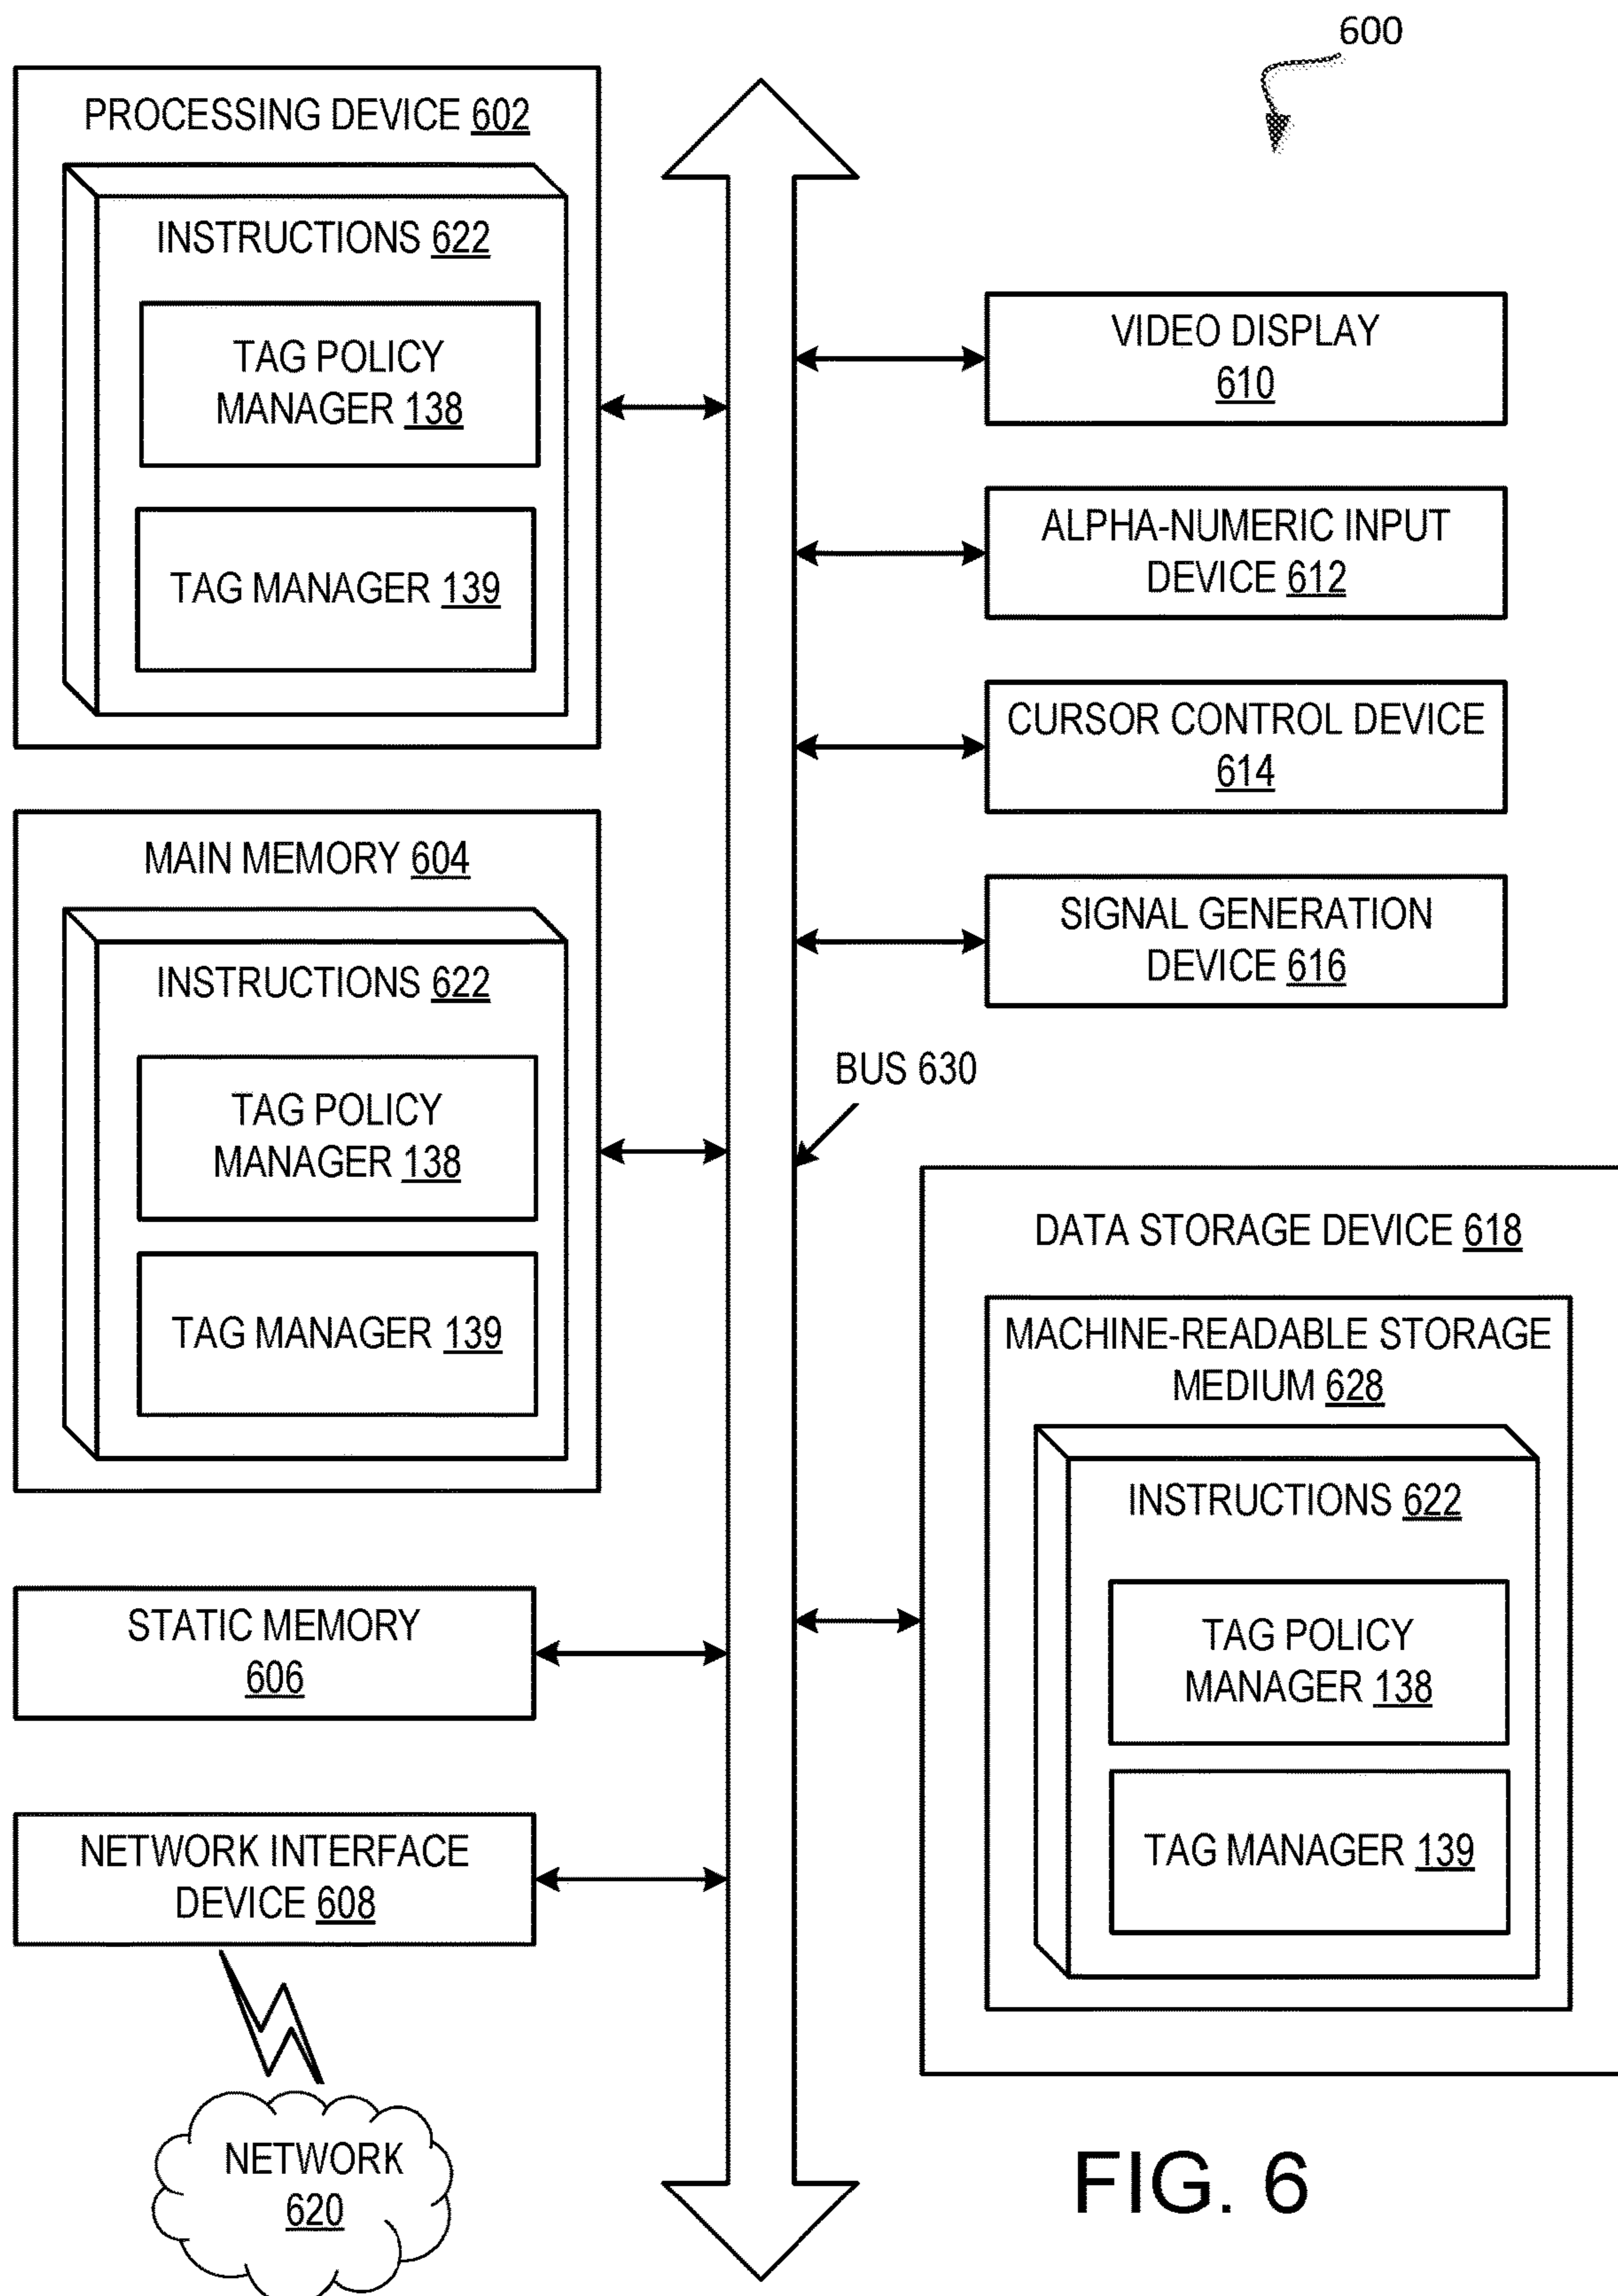 600
PROCESSING DEVICE 602
INSTRUCTIONS 622
TAG POLICY
MANAGER 138
TAG MANAGER 139
MAIN MEMORY 604
INSTRUCTIONS 622
TAG POLICY
MANAGER 138
TAG MANAGER 139
STATIC MEMORY
606
NETWORK INTERFACE
DEVICE 608
NETWORK
620
VIDEO DISPLAY
610
ALPHA-NUMERIC INPUT
DEVICE 612
CURSOR CONTROL DEVICE
614
SIGNAL GENERATION
DEVICE 616
BUS 630
DATA STORAGE DEVICE 618
MACHINE-READABLE STORAGE
MEDIUM 628
INSTRUCTIONS 622
TAG POLICY
MANAGER 138
TAG MANAGER 139
FIG. 6